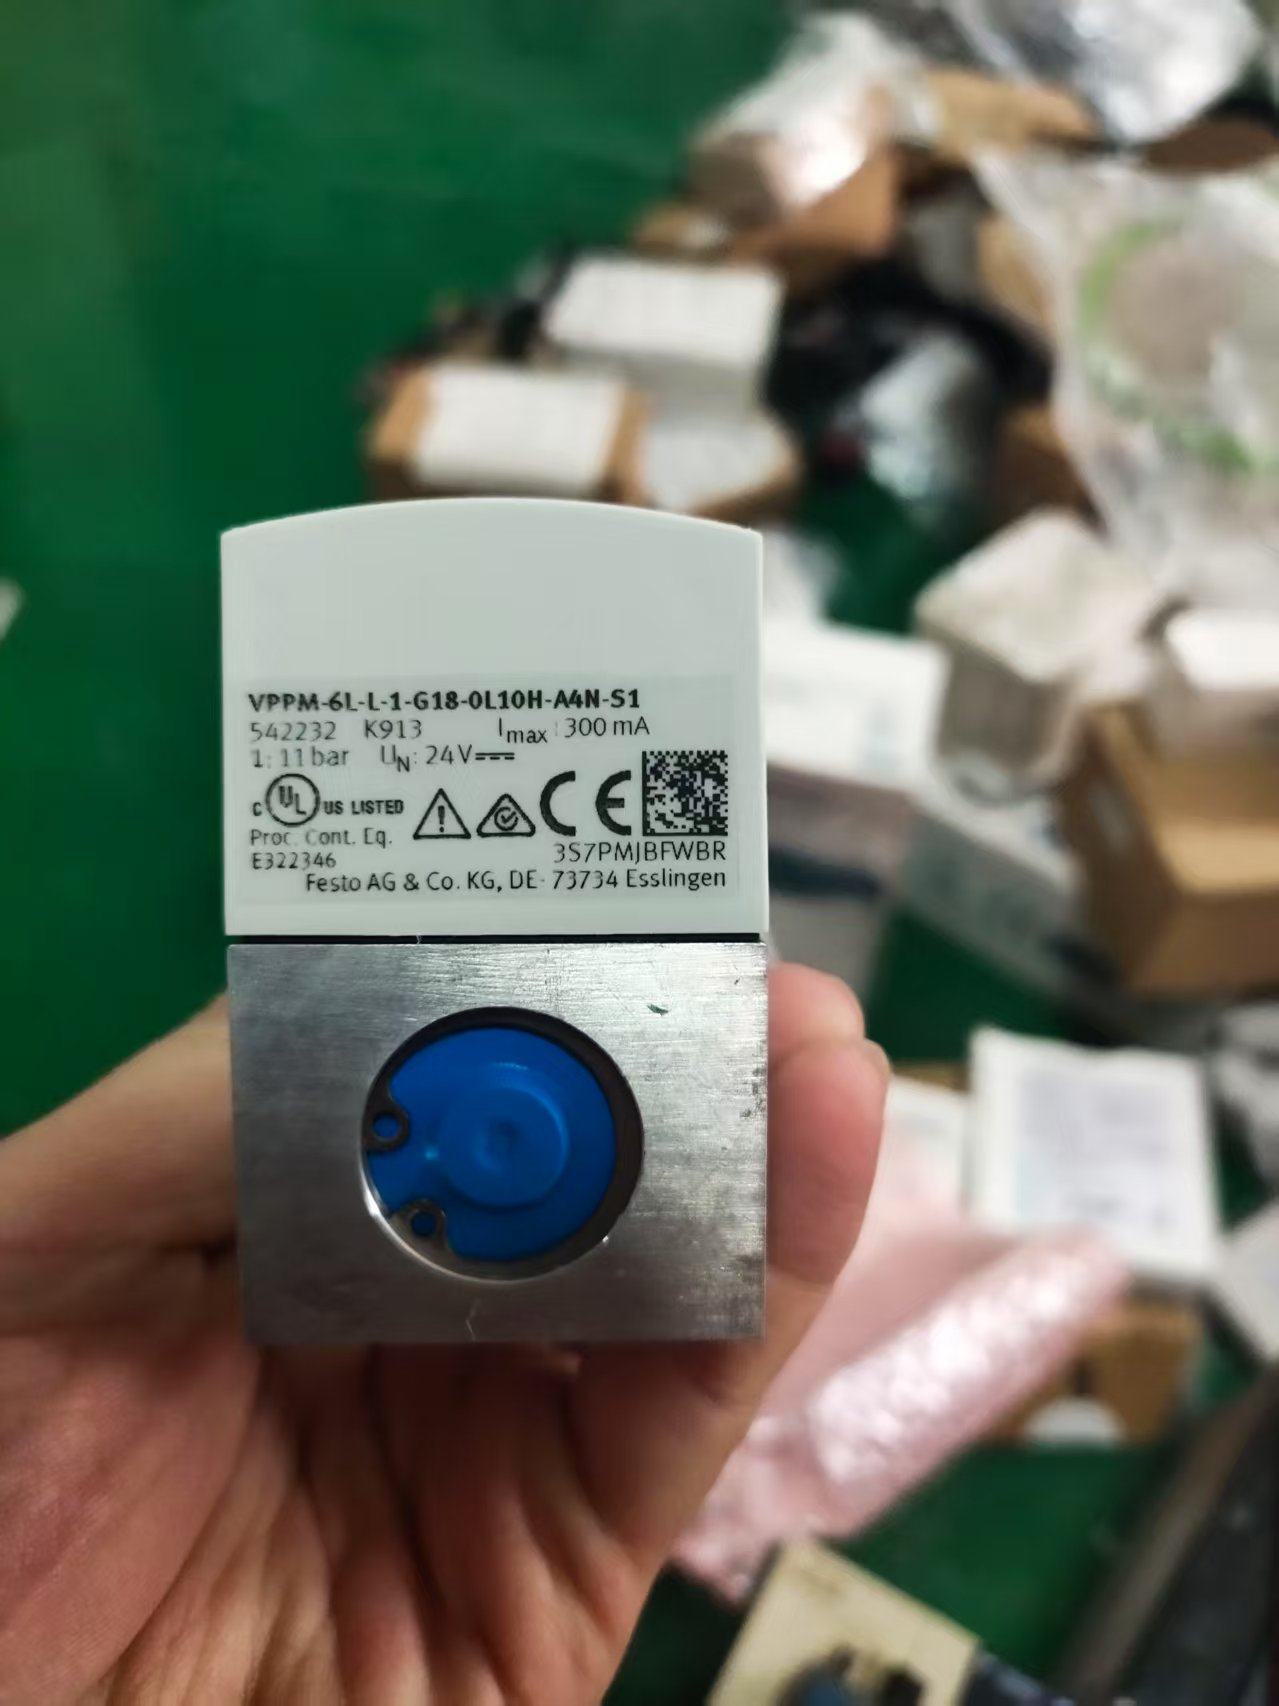 VPPM-6L-L-1-G18-0L10H-A4N-S1
542232 K913 Imax: 300 mA
1: 11 bar UN: 24V
c UL US LISTED CE
Proc. Cont. Eq.
E322346 3S7PMJBFWBR
Festo AG & Co. KG, DE- 73734 Esslingen